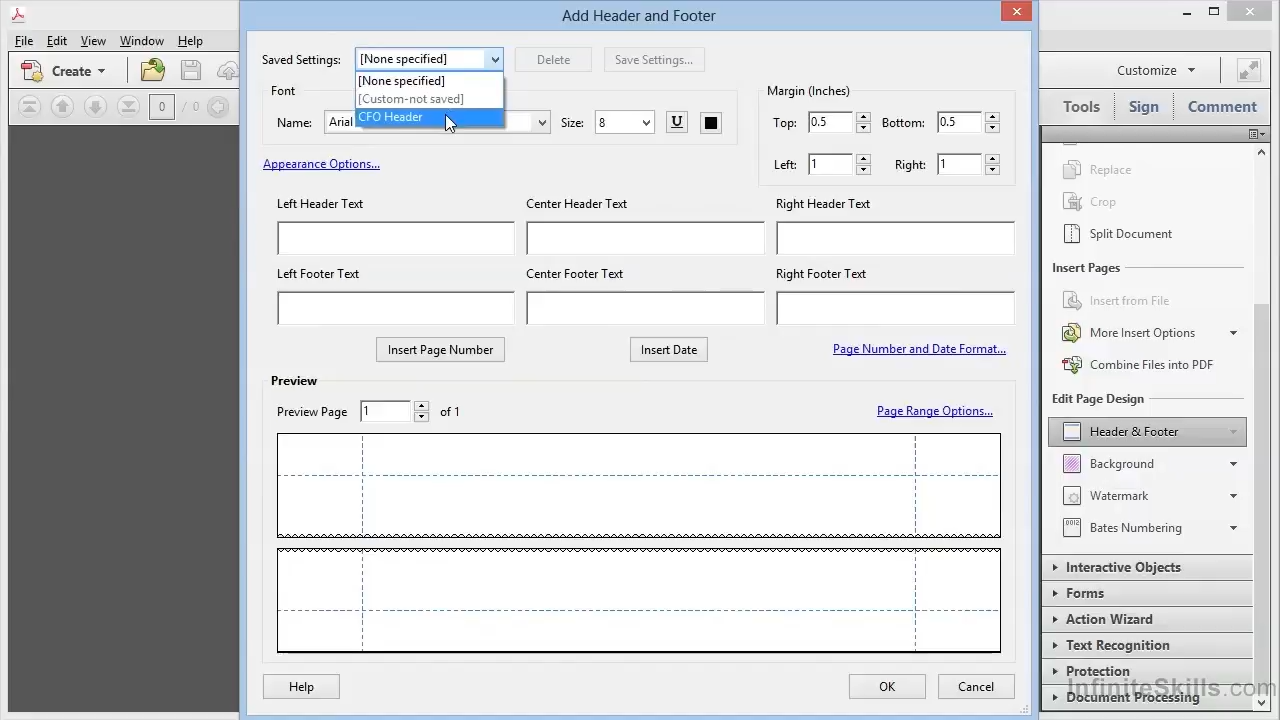 Add Header and Footer
File Edit View Window Help
Create
0 / 0
Customize
Tools Sign Comment
Saved Settings: [None specified] Delete Save Settings...
[None specified]
[Custom-not saved]
CFO Header
Font
Name: Arial Size: 8 U
Appearance Options...
Margin (Inches)
Top: 0.5 Bottom: 0.5
Left: 1 Right: 1
Left Header Text Center Header Text Right Header Text
Left Footer Text Center Footer Text Right Footer Text
Insert Page Number Insert Date Page Number and Date Format...
Preview
Preview Page 1 of 1 Page Range Options...
Help OK Cancel
Replace
Crop
Split Document
Insert Pages
Insert from File
More Insert Options
Combine Files into PDF
Edit Page Design
Header & Footer
Background
Watermark
Bates Numbering
Interactive Objects
Forms
Action Wizard
Text Recognition
Protection
Document Processing
InfiniteSkills.com